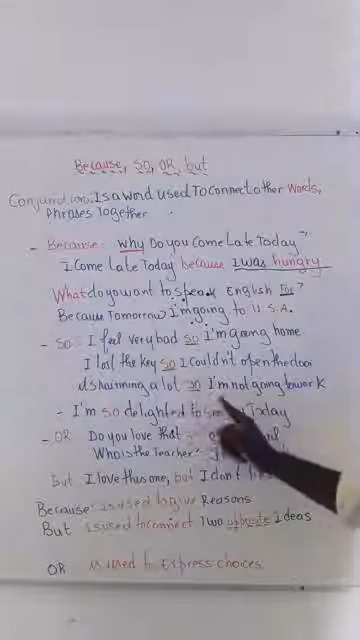 Because, SO, OR, but
Conjunction: Is a word used To Connect other Words,
Phrases Together
- Because: why Do you Come Late Today?
I Come Late Today because I was hungry
What do you want to speak English For?
Because Tomorrow I'm going to U.S.A.
- SO: I feel very bad so I'm going home
I lost the key so I couldn't open the door
it's rainning a lot so I'm not going to work
- I'm so delighted to Today
- OR Do you love that
Who is the Teacher?
But I love this one, but I don't
Because Is used to give Reasons
But Is used to connect Two oposite Ideas
OR is used to Express choices